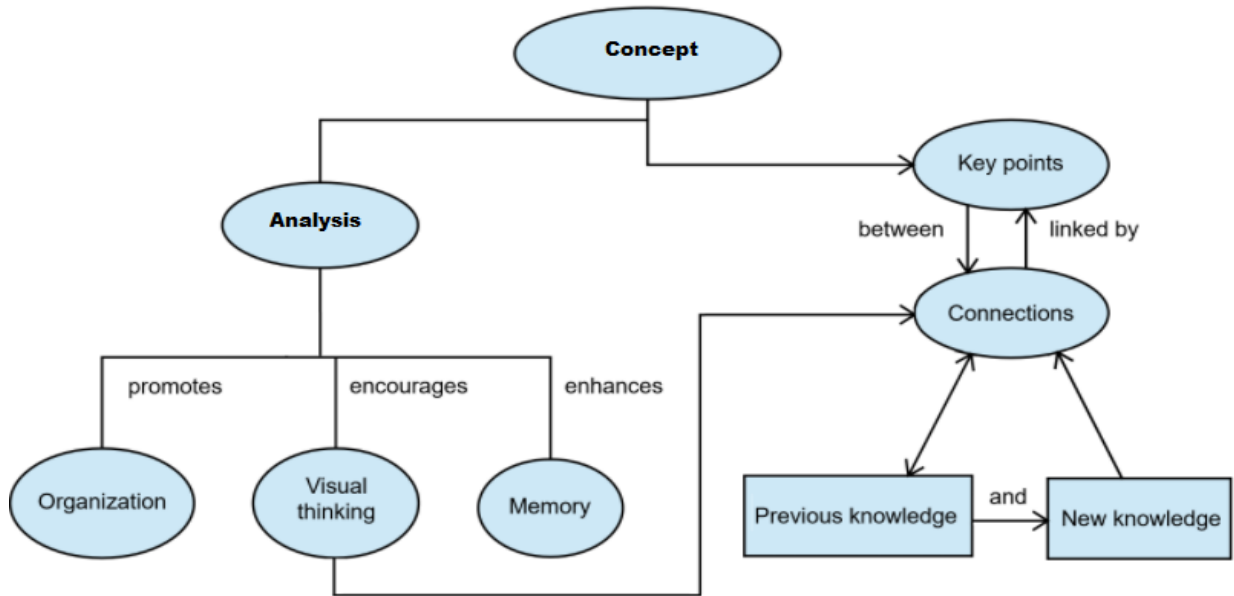 Concept
Key points
Analysis
between
linked by
Connections
promotes
encourages
enhances
Organization
Visual
thinking
Memory
Previous knowledge
and
New knowledge